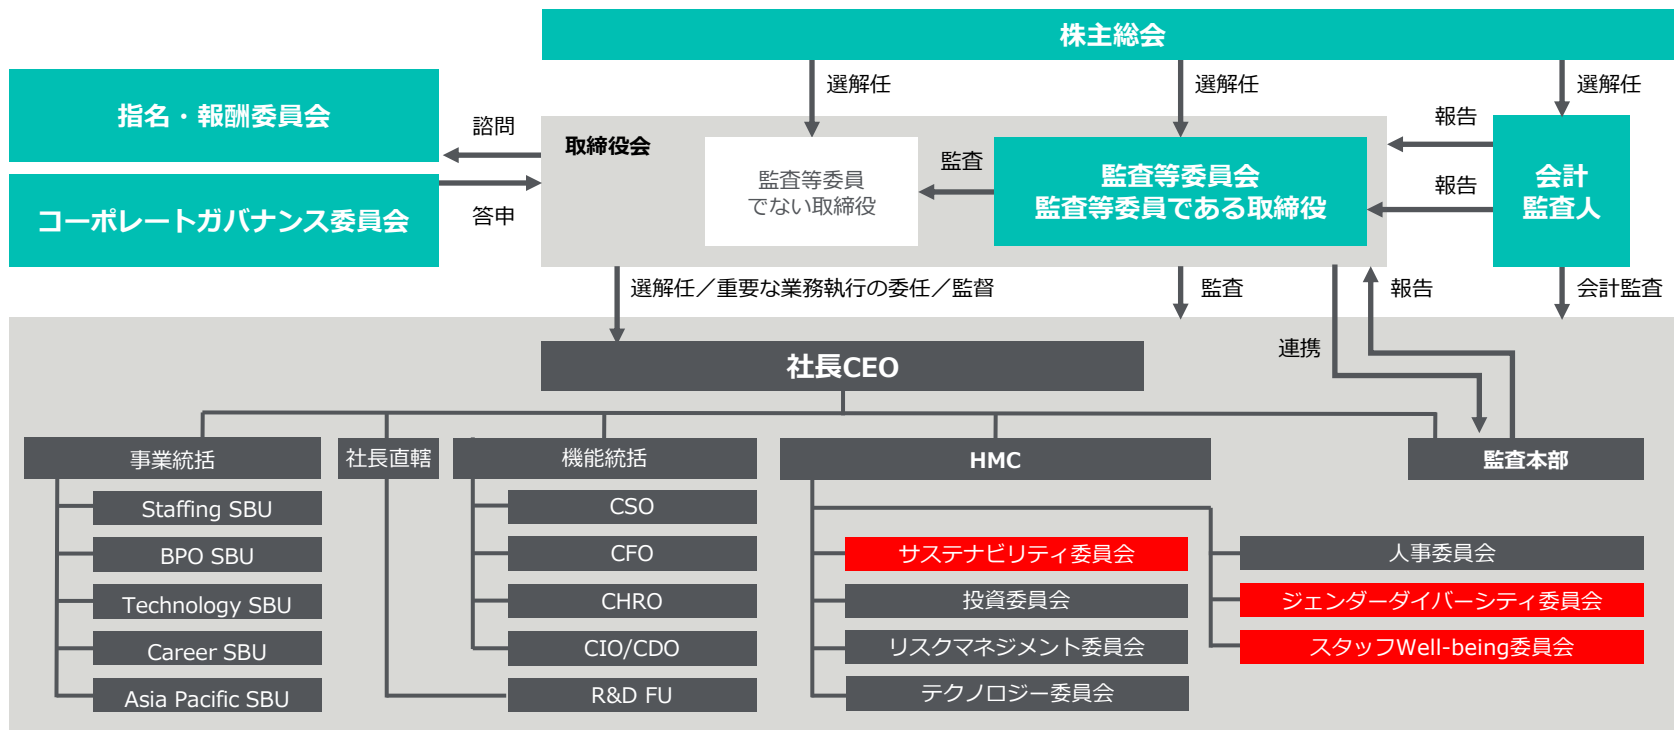 株主総会
選解任
選解任
選解任
指名・報酬委員会
コーポレートガバナンス委員会
諮問
答申
取締役会
監査等委員
でない取締役
監査
監査等委員会
監査等委員である取締役
報告
報告
会計
監査人
選解任／重要な業務執行の委任／監督
監査
連携
報告
会計監査
社長CEO
事業統括
Staffing SBU
BPO SBU
Technology SBU
Career SBU
Asia Pacific SBU
社長直轄
機能統括
CSO
CFO
CHRO
CIO/CDO
R&D FU
HMC
サステナビリティ委員会
投資委員会
リスクマネジメント委員会
テクノロジー委員会
人事委員会
ジェンダーダイバーシティ委員会
スタッフWell-being委員会
監査本部